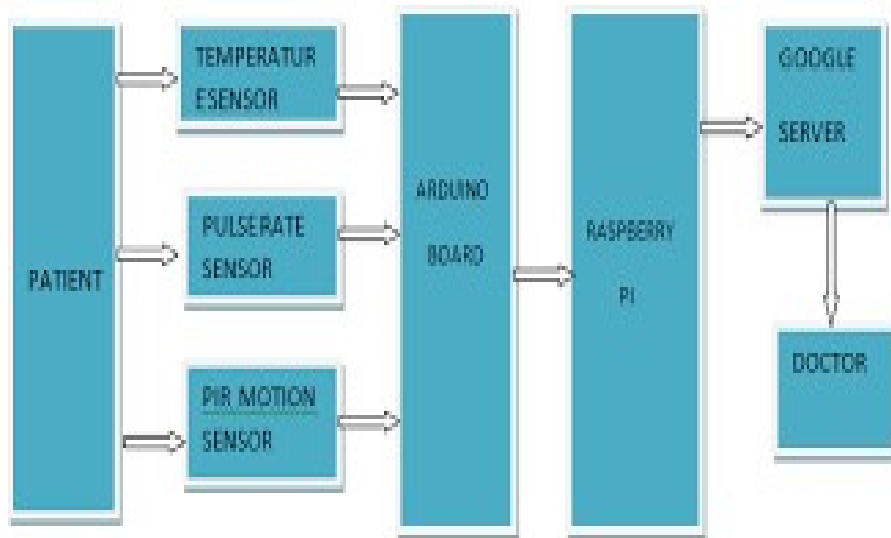 PATIENT
TEMPERATUR
ESENSOR
PULSERATE
SENSOR
PIR MOTION
SENSOR
ARDUINO
BOARD
RASPBERRY
PI
GOOGLE
SERVER
DOCTOR